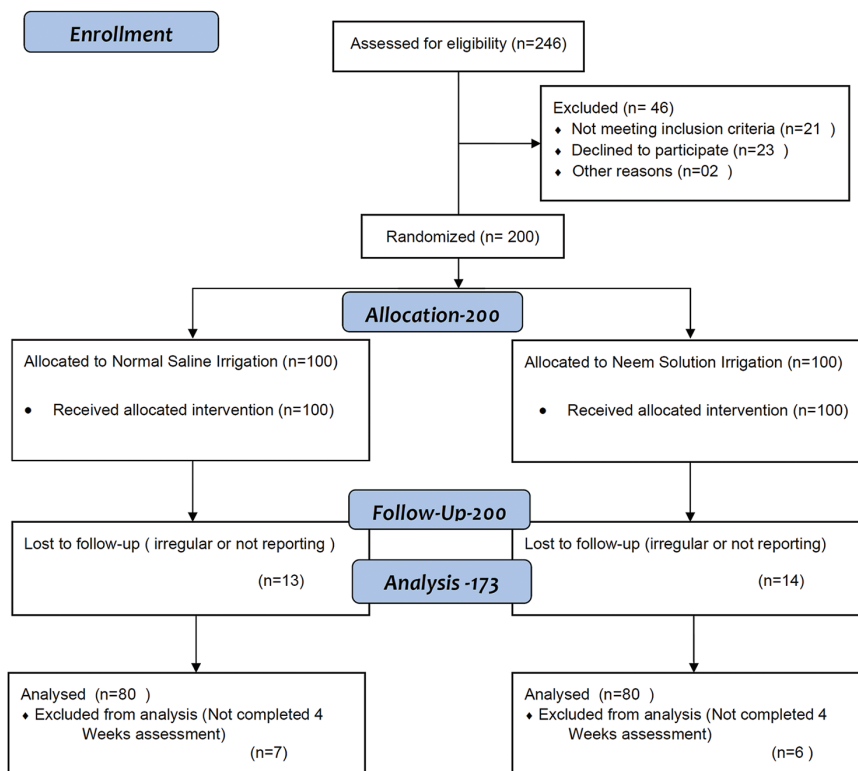 Enrollment
Assessed for eligibility (n=246)
Excluded (n= 46)
♦ Not meeting inclusion criteria (n=21 )
♦ Declined to participate (n=23 )
♦ Other reasons (n=02 )
Randomized (n= 200)
Allocation-200
Allocated to Normal Saline Irrigation (n=100)
• Received allocated intervention (n=100)
Allocated to Neem Solution Irrigation (n=100)
• Received allocated intervention (n=100)
Follow-Up-200
Lost to follow-up ( irregular or not reporting )
(n=13)
Lost to follow-up (irregular or not reporting)
(n=14)
Analysis -173
Analysed (n=80 )
♦ Excluded from analysis (Not completed 4
Weeks assessment)
(n=7)
Analysed (n=80 )
♦ Excluded from analysis (Not completed 4
Weeks assessment)
(n=6 )